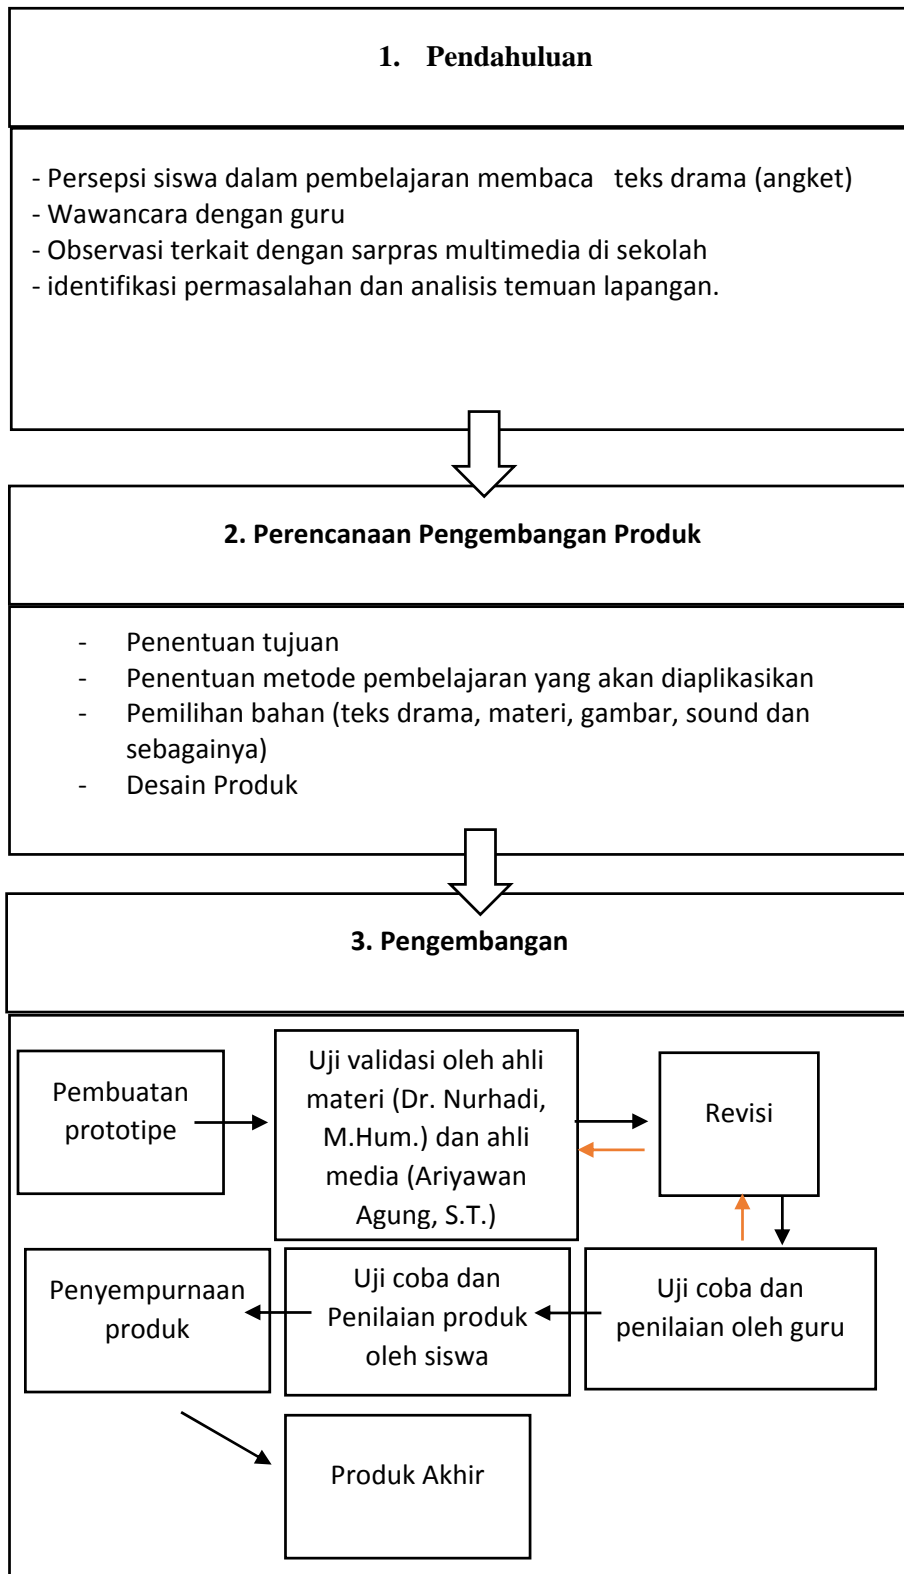 1. Pendahuluan
- Persepsi siswa dalam pembelajaran membaca teks drama (angket)
- Wawancara dengan guru
- Observasi terkait dengan sarpras multimedia di sekolah
- identifikasi permasalahan dan analisis temuan lapangan.
2. Perencanaan Pengembangan Produk
- Penentuan tujuan
- Penentuan metode pembelajaran yang akan diaplikasikan
- Pemilihan bahan (teks drama, materi, gambar, sound dan
sebagainya)
- Desain Produk
3. Pengembangan
Pembuatan
prototipe
Uji validasi oleh ahli
materi (Dr. Nurhadi,
M.Hum.) dan ahli
media (Ariyawan
Agung, S.T.)
Revisi
Uji coba dan
penilaian oleh guru
Uji coba dan
Penilaian produk
oleh siswa
Penyempurnaan
produk
Produk Akhir